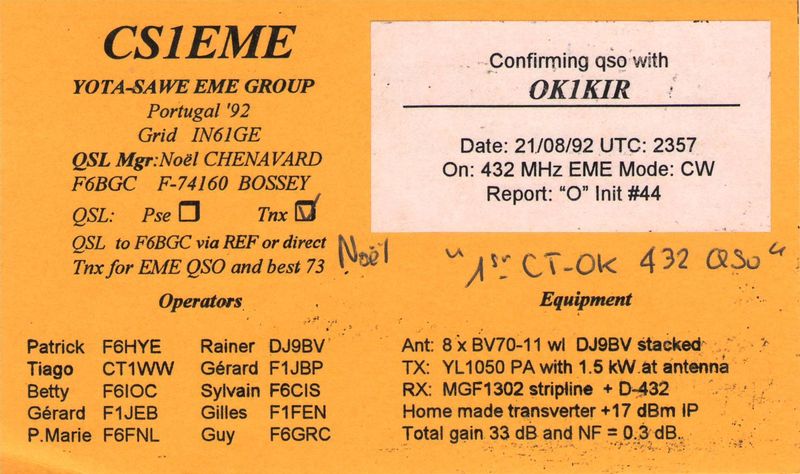 CS1EME
YOTA-SAWE EME GROUP
Portugal '92
Grid IN61GE
QSL Mgr:Noël CHENAVARD
F6BGC F-74160 BOSSEY
QSL: Pse Tnx
QSL to F6BGC via REF or direct
Tnx for EME QSO and best 73
Noël
Confirming qso with
OK1KIR
Date: 21/08/92 UTC: 2357
On: 432 MHz EME Mode: CW
Report: "O" Init #44
"1st CT-OK 432 QSO"
Operators
Patrick F6HYE Rainer DJ9BV
Tiago CT1WW Gérard F1JBP
Betty F6IOC Sylvain F6CIS
Gérard F1JEB Gilles F1FEN
P.Marie F6FNL Guy F6GRC
Equipment
Ant: 8 x BV70-11 wl DJ9BV stacked
TX: YL1050 PA with 1.5 kW at antenna
RX: MGF1302 stripline + D-432
Home made transverter +17 dBm IP
Total gain 33 dB and NF = 0.3 dB.